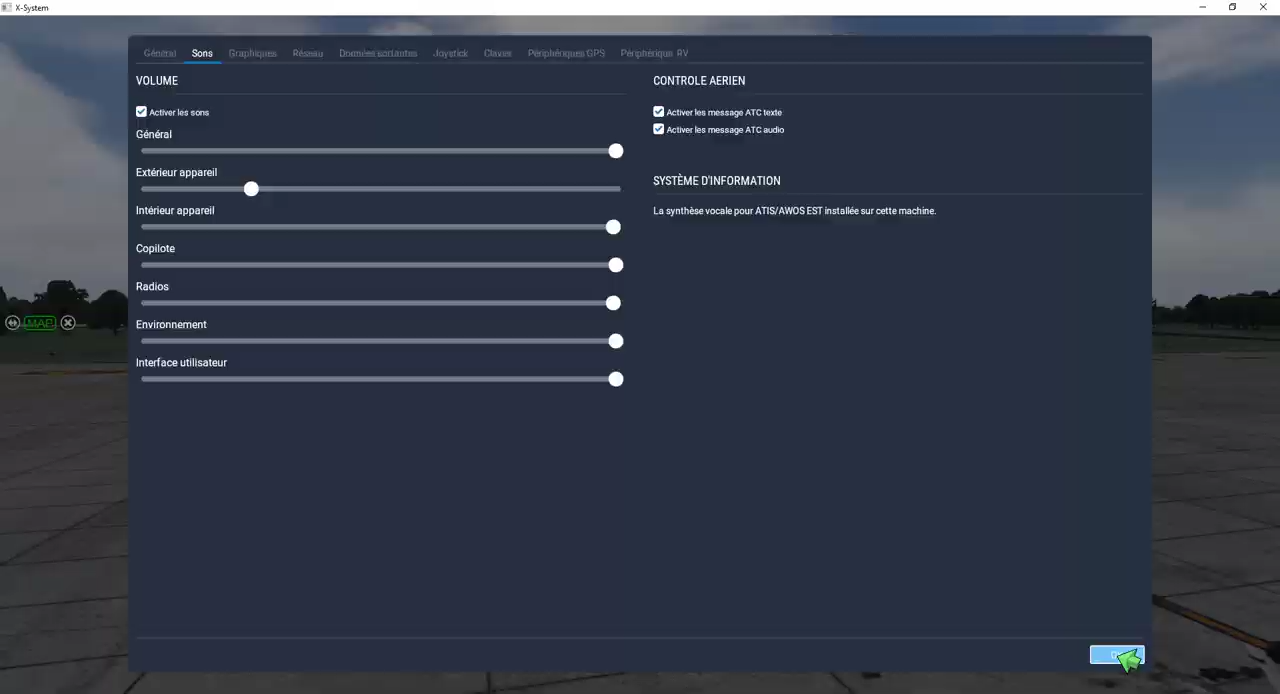 X-System
Général Sons Graphiques Réseau Données sortantes Joystick Clavier Périphériques GPS Périphérique RV
VOLUME
Activer les sons
Général
Extérieur appareil
Intérieur appareil
Copilote
Radios
Environnement
Interface utilisateur
CONTROLE AERIEN
Activer les message ATC texte
Activer les message ATC audio
SYSTÈME D'INFORMATION
La synthèse vocale pour ATIS/AWOS EST installée sur cette machine.
MAP